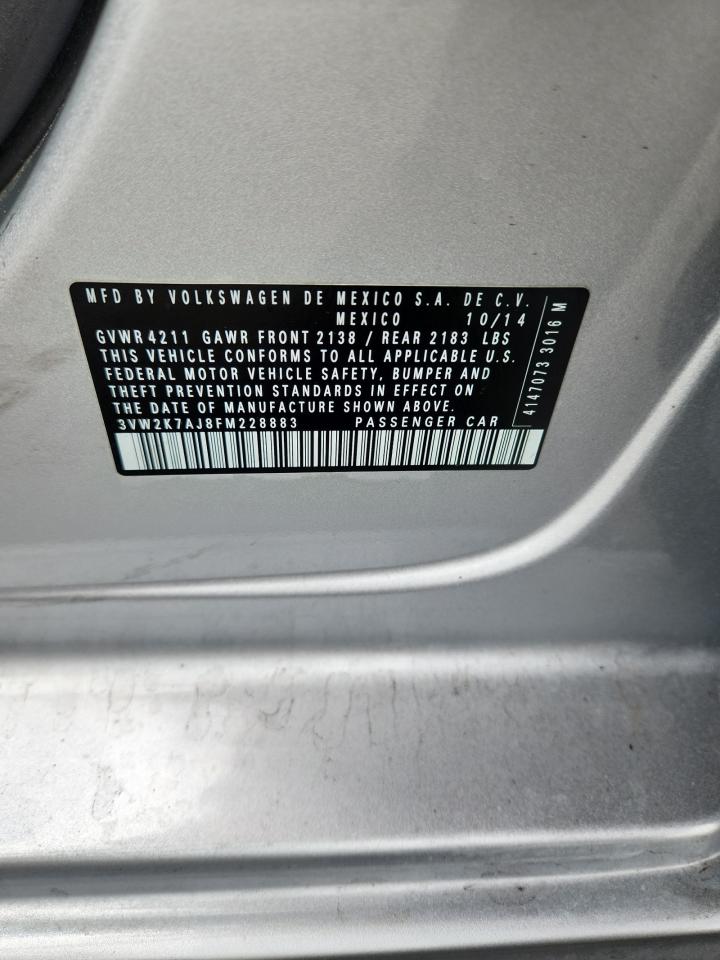 MFD BY VOLKSWAGEN DE MEXICO S.A. DE C.V.
MEXICO 10/14
GVWR 4211 GAWR FRONT 2138 / REAR 2183 LBS
THIS VEHICLE CONFORMS TO ALL APPLICABLE U.S.
FEDERAL MOTOR VEHICLE SAFETY, BUMPER AND
THEFT PREVENTION STANDARDS IN EFFECT ON
THE DATE OF MANUFACTURE SHOWN ABOVE.
3VW2K7AJ8FM228883 PASSENGER CAR
4147073 3016 M